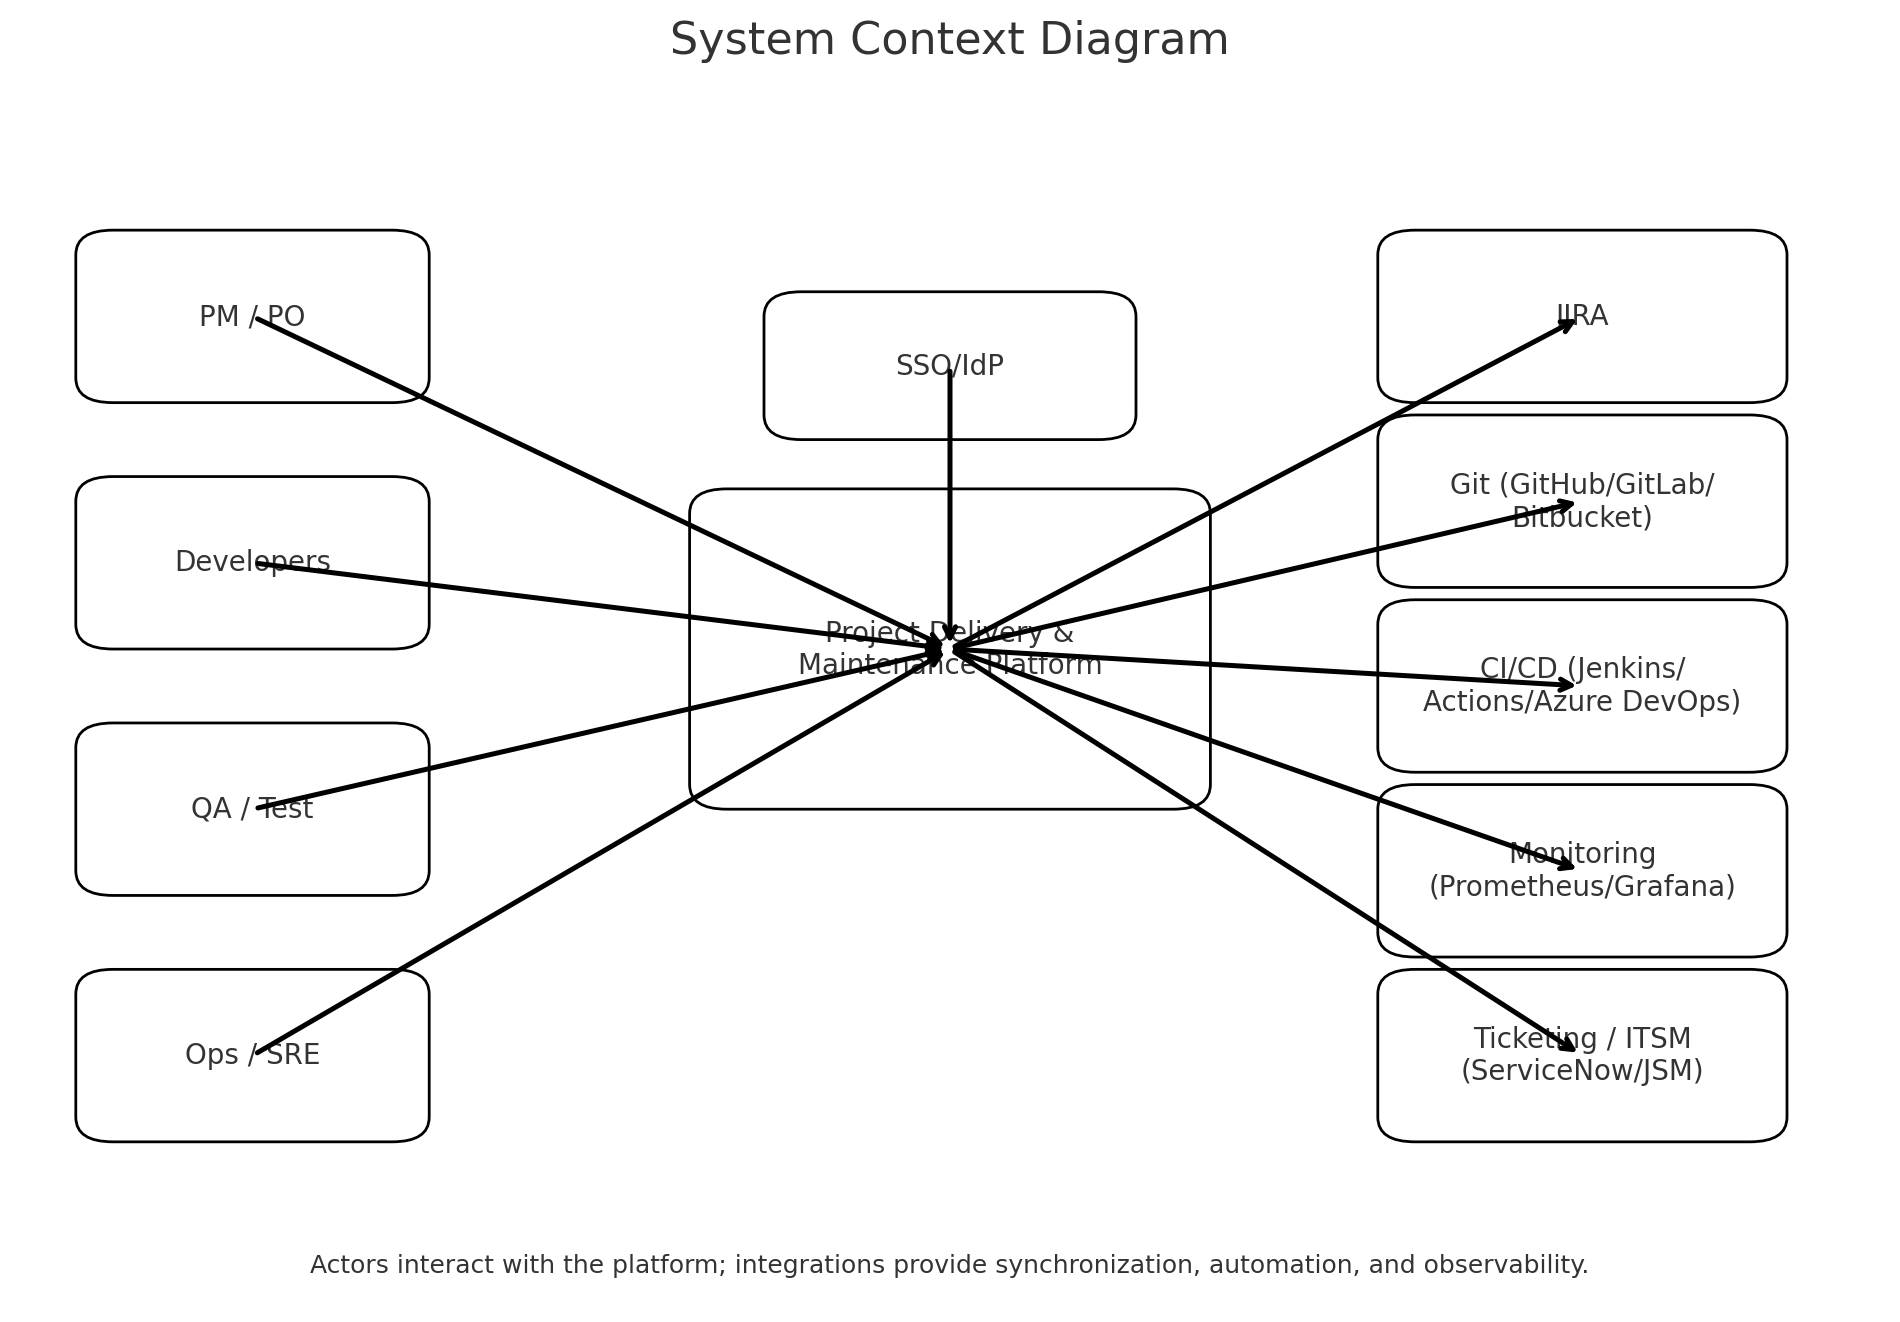 System Context Diagram
PM / PO
Developers
QA / Test
Ops / SRE
SSO/IdP
Project Delivery &
Maintenance Platform
JIRA
Git (GitHub/GitLab/
Bitbucket)
CI/CD (Jenkins/
Actions/Azure DevOps)
Monitoring
(Prometheus/Grafana)
Ticketing / ITSM
(ServiceNow/JSM)
Actors interact with the platform; integrations provide synchronization, automation, and observability.